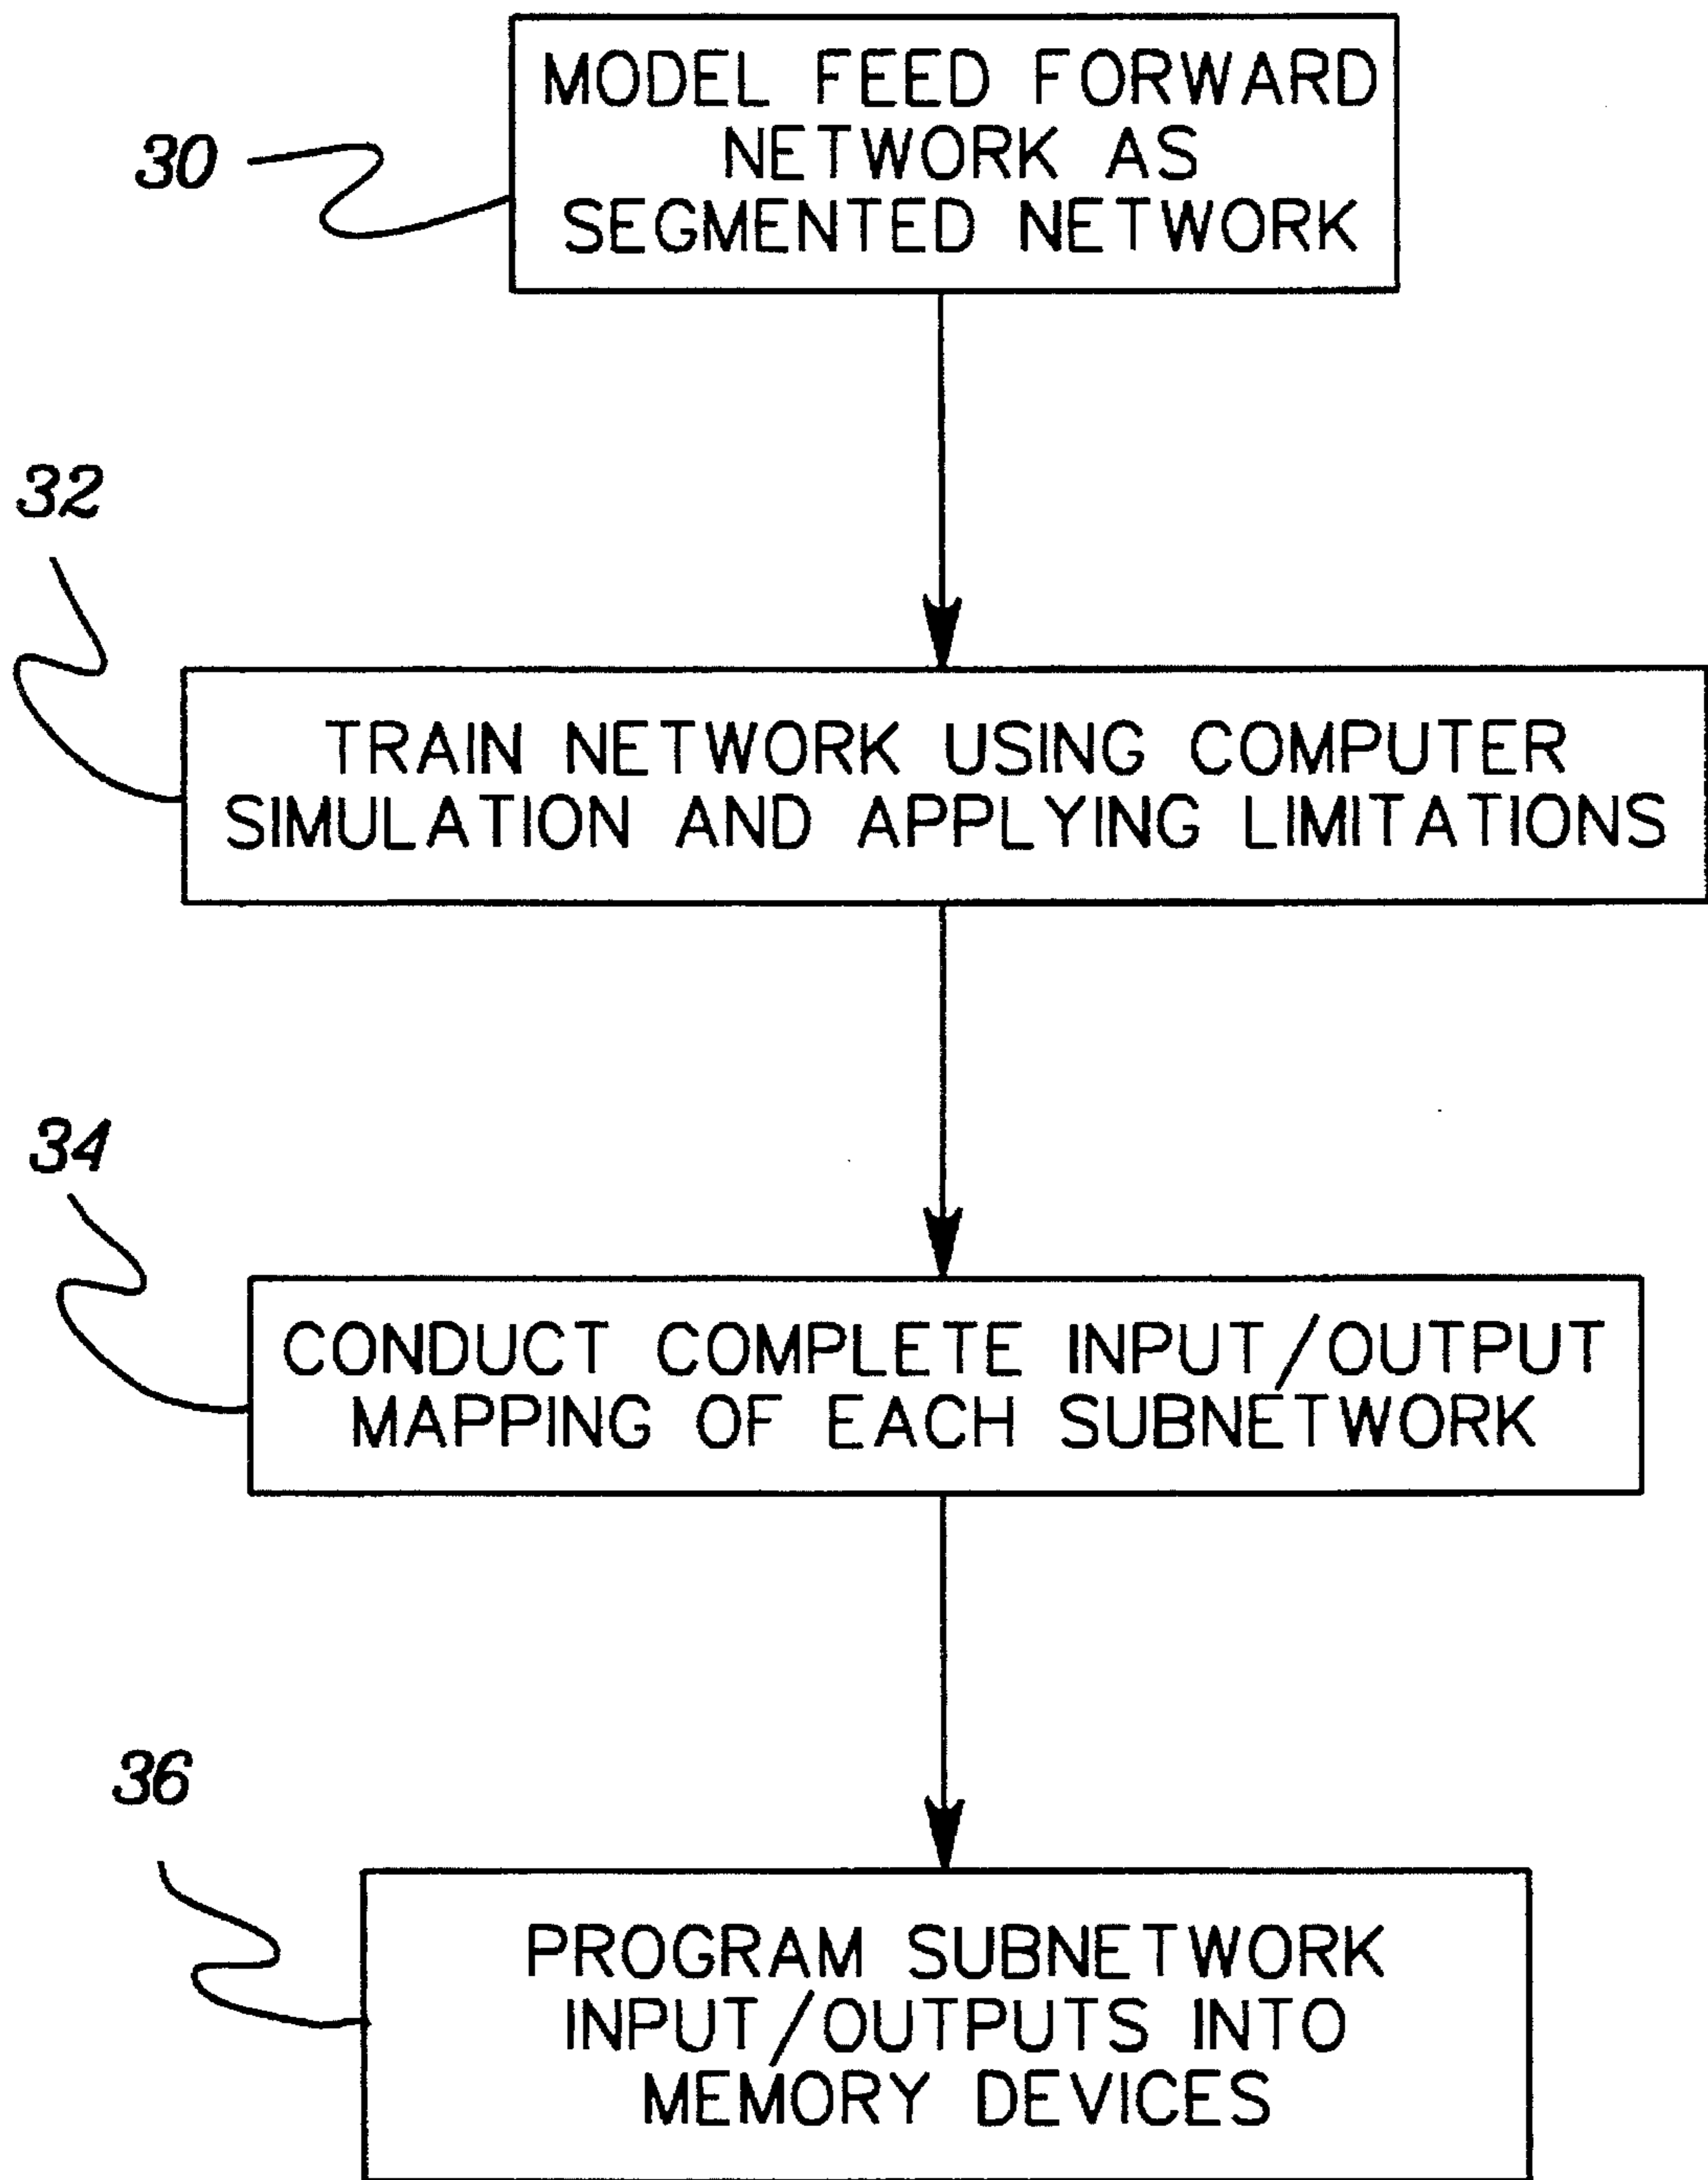 MODEL FEED FORWARD
NETWORK AS
SEGMENTED NETWORK
30
32
TRAIN NETWORK USING COMPUTER
SIMULATION AND APPLYING LIMITATIONS
34
CONDUCT COMPLETE INPUT/OUTPUT
MAPPING OF EACH SUBNETWORK
36
PROGRAM SUBNETWORK
INPUT/OUTPUTS INTO
MEMORY DEVICES